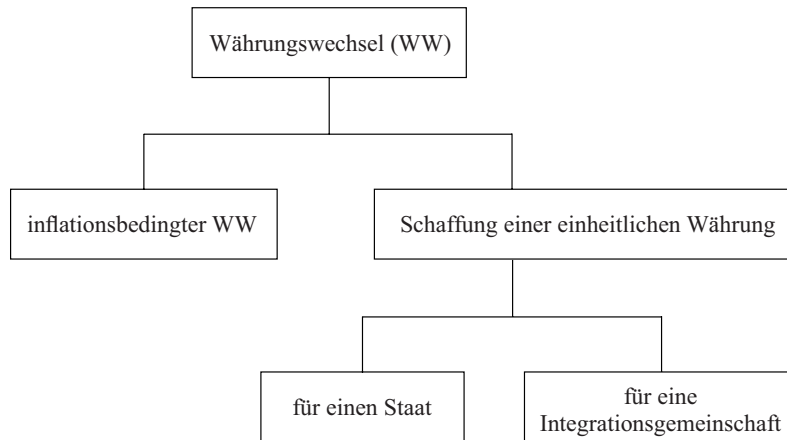 Währungswechsel (WW)
inflationsbedingter WW
Schaffung einer einheitlichen Währung
für einen Staat
für eine
Integrationsgemeinschaft